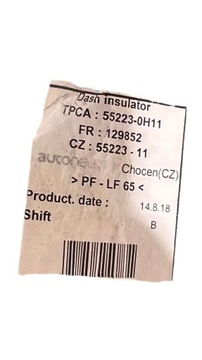 Dash insulator
TPCA : 55223-0H11
FR : 129852
CZ : 55223 - 11
Chocen(CZ)
> PF - LF 65 <
Product. date : 14.8.18
Shift B